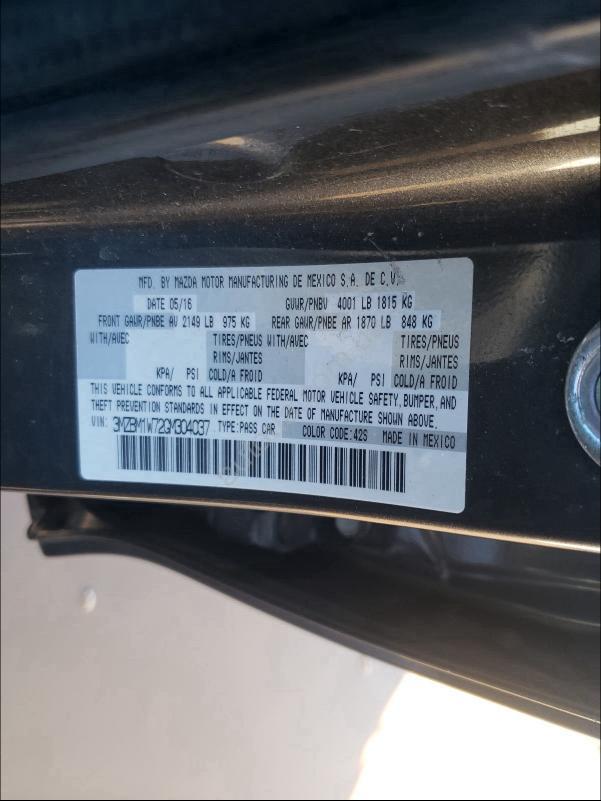 MFD. BY MAZDA MOTOR MANUFACTURING DE MEXICO S.A. DE C.V.
DATE 05/16 GVWR/PNBV 4001 LB 1815 KG
FRONT GAWR/PNBE AV 2149 LB 975 KG REAR GAWR/PNBE AR 1870 LB 848 KG
WITH/AVEC TIRES/PNEUS WITH/AVEC TIRES/PNEUS
RIMS/JANTES RIMS/JANTES
KPA/ PSI COLD/A FROID KPA/ PSI COLD/A FROID
THIS VEHICLE CONFORMS TO ALL APPLICABLE FEDERAL MOTOR VEHICLE SAFETY, BUMPER, AND
THEFT PREVENTION STANDARDS IN EFFECT ON THE DATE OF MANUFACTURE SHOWN ABOVE.
VIN: 3MZBM1W72GM304037 TYPE:PASS CAR COLOR CODE:42S MADE IN MEXICO